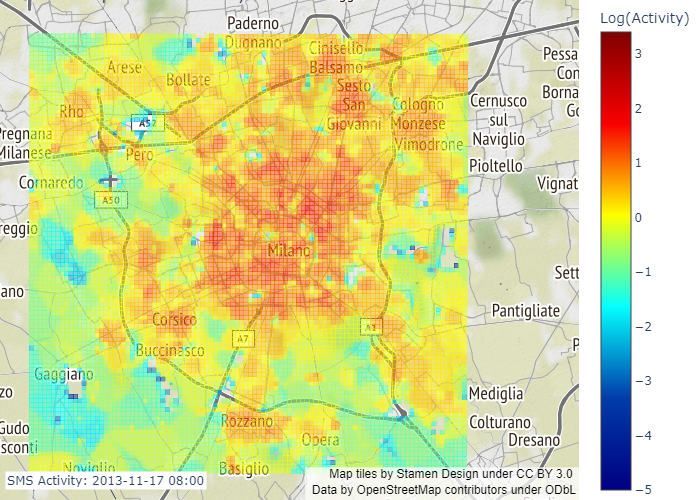 Log(Activity)
3
2
1
0
−1
−2
−3
−4
−5
Paderno
Dugnano
Cinisello
Balsamo
Arese
Bollate
Sesto
San
Giovanni
Cologno
Monzese
Vimodrone
Pessa
Con
Borna
Go
Cernusco
sul
Naviglio
Rho
A52
Pregnana
Milanese
Pero
Pioltello
Cornaredo
A50
Vignat
reggio
Milano
Sett
ano
Pantigliate
Corsico
A7
A1
Buccinasco
P
Gaggiano
zo
Mediglia
Rozzano
Colturano
Gudo
sconti
Opera
Dresano
Noviglio
Basiglio
SMS Activity: 2013-11-17 08:00
Map tiles by Stamen Design under CC BY 3.0
Data by OpenStreetMap contributors under ODbL